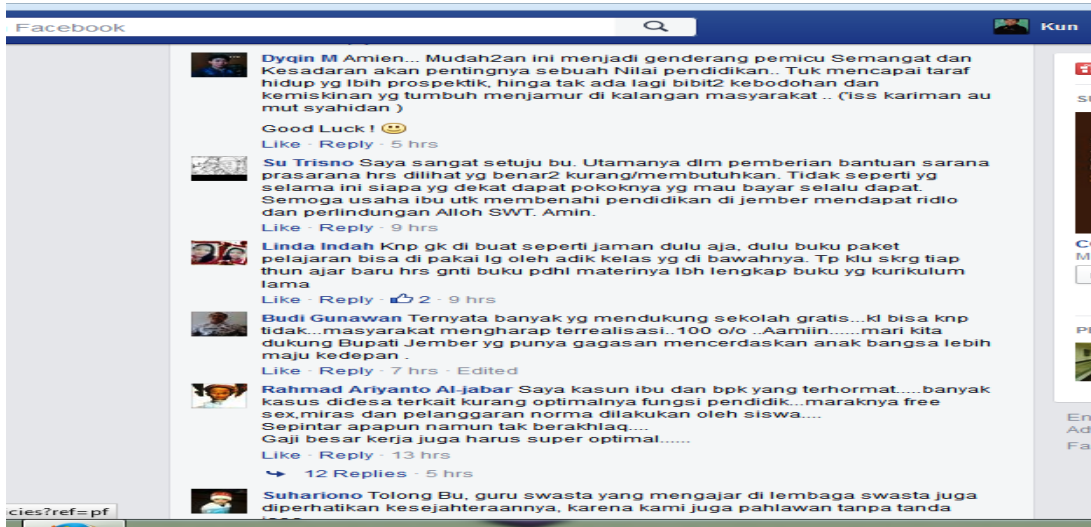 Facebook
Kun
Dyqin M Amien... Mudah2an ini menjadi genderang pemicu Semangat dan
Kesadaran akan pentingnya sebuah Nilai pendidikan.. Tuk mencapai taraf
hidup yg lbih prospektik, hinga tak ada lagi bibit2 kebodohan dan
kemiskinan yg tumbuh menjamur di kalangan masyarakat .. ('iss kariman au
mut syahidan )
Good Luck !
Like · Reply · 5 hrs
Su Trisno Saya sangat setuju bu. Utamanya dlm pemberian bantuan sarana
prasarana hrs dilihat yg benar2 kurang/membutuhkan. Tidak seperti yg
selama ini siapa yg dekat dapat pokoknya yg mau bayar selalu dapat.
Semoga usaha ibu utk membenahi pendidikan di jember mendapat ridlo
dan perlindungan Alloh SWT. Amin.
Like · Reply · 9 hrs
Linda Indah Knp gk di buat seperti jaman dulu aja, dulu buku paket
pelajaran bisa di pakai lg oleh adik kelas yg di bawahnya. Tp klu skrg tiap
thun ajar baru hrs gnti buku pdhl materinya lbh lengkap buku yg kurikulum
lama
Like · Reply · 2 · 9 hrs
Budi Gunawan Ternyata banyak yg mendukung sekolah gratis...kl bisa knp
tidak...masyarakat mengharap terrealisasi..100 o/o ..Aamiin......mari kita
dukung Bupati Jember yg punya gagasan mencerdaskan anak bangsa lebih
maju kedepan .
Like · Reply · 7 hrs · Edited
Rahmad Ariyanto Al-jabar Saya kasun ibu dan bpk yang terhormat....banyak
kasus didesa terkait kurang optimalnya fungsi pendidik...maraknya free
sex,miras dan pelanggaran norma dilakukan oleh siswa....
Sepintar apapun namun tak berakhlaq....
Gaji besar kerja juga harus super optimal......
Like · Reply · 13 hrs
12 Replies · 5 hrs
Suhariono Tolong Bu, guru swasta yang mengajar di lembaga swasta juga
diperhatikan kesejahteraannya, karena kami juga pahlawan tanpa tanda
cies?ref=pf